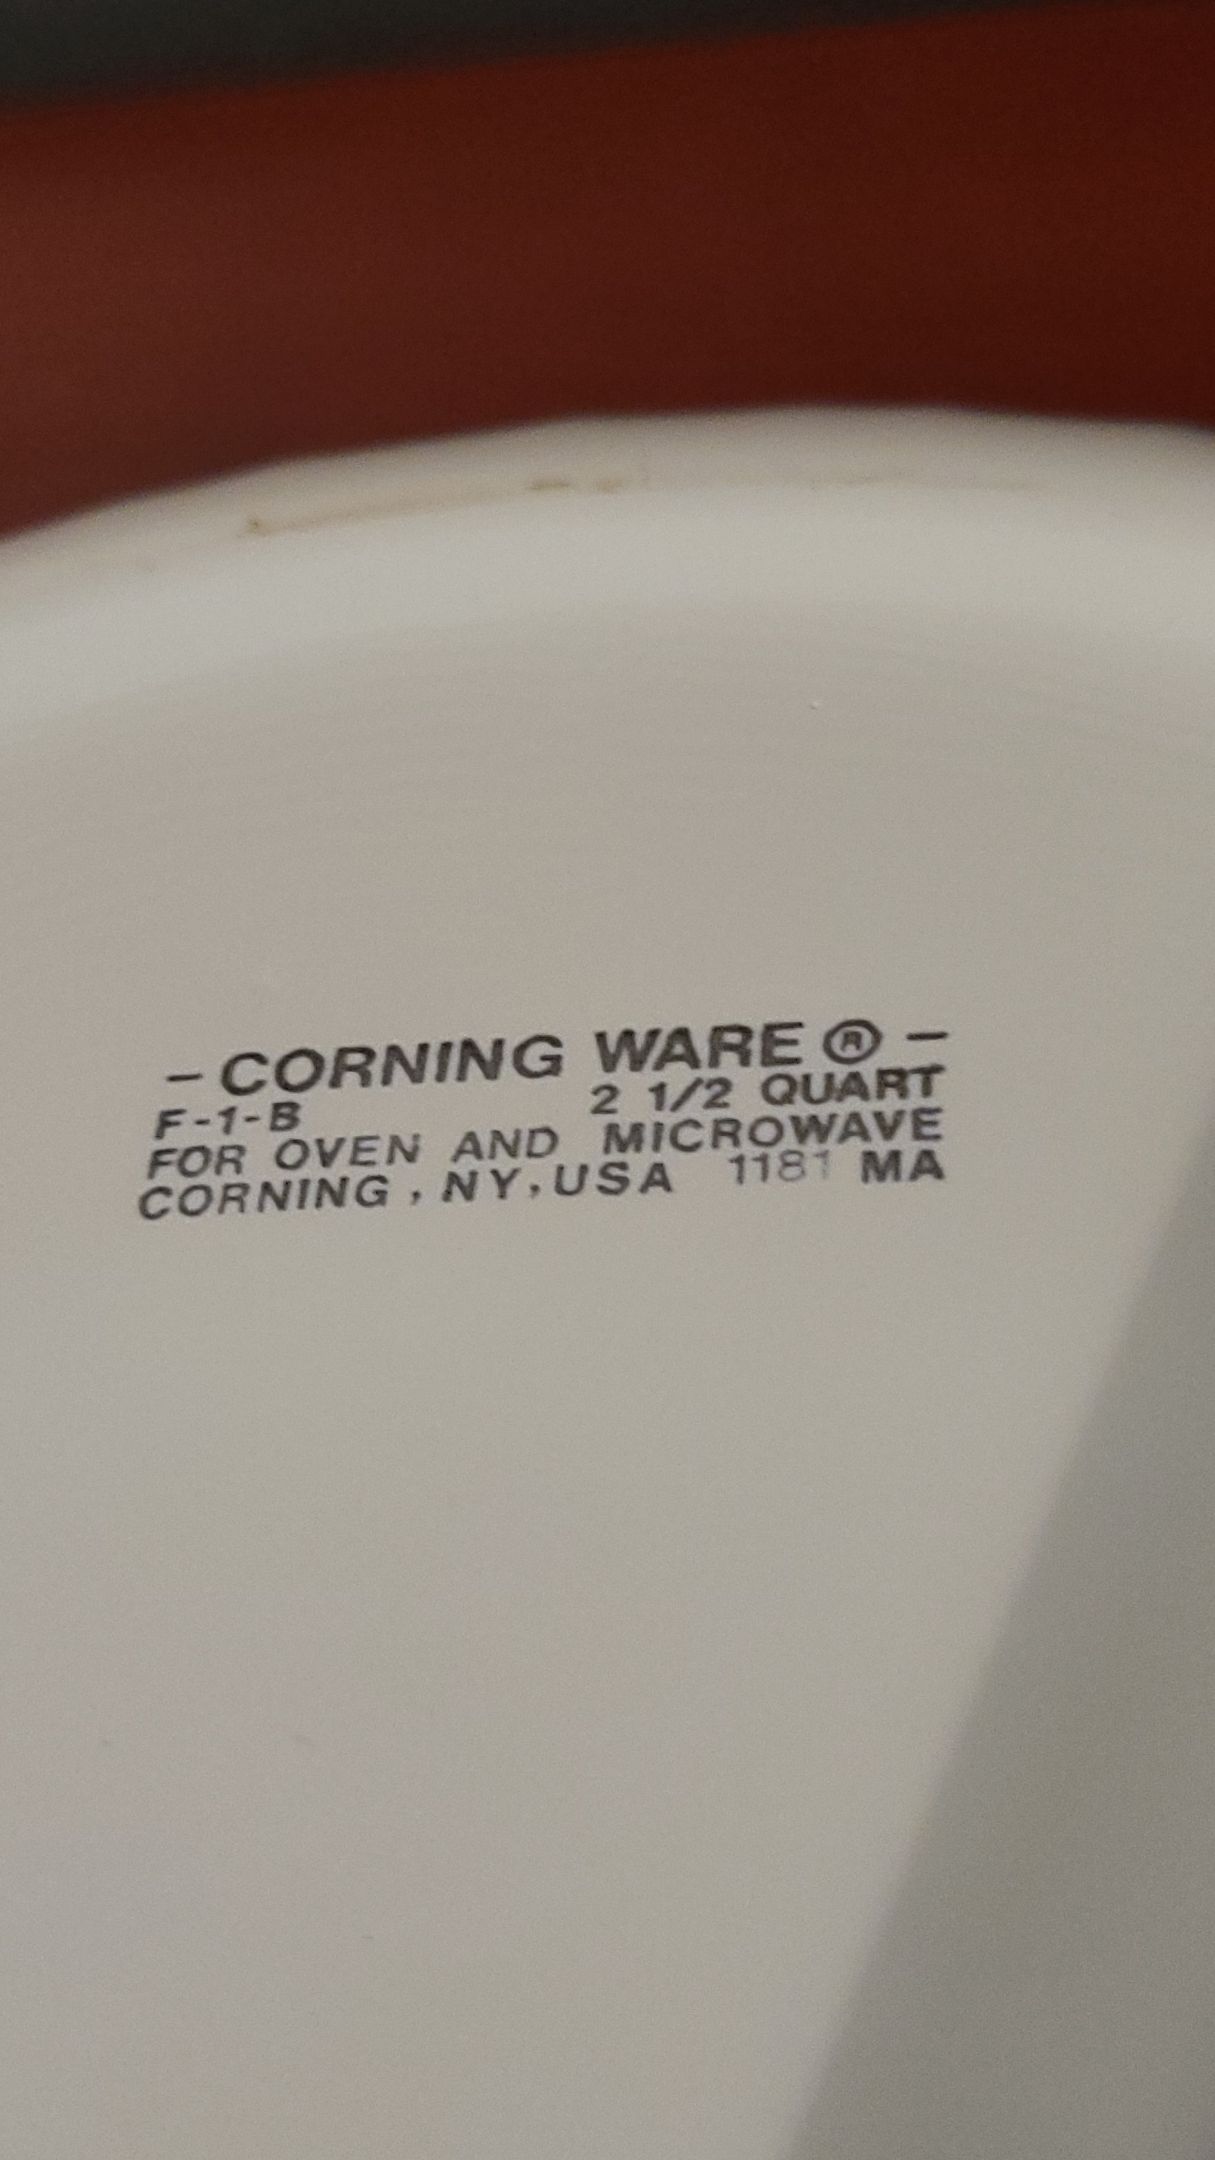 – CORNING WARE ® –
F-1-B 2 1/2 QUART
FOR OVEN AND MICROWAVE
CORNING, NY, USA 1181 MA